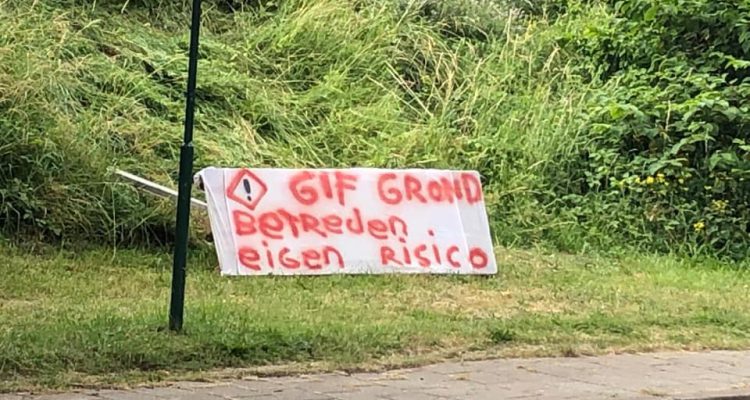 ! GIF GROND
BETREDEN
EIGEN RISICO